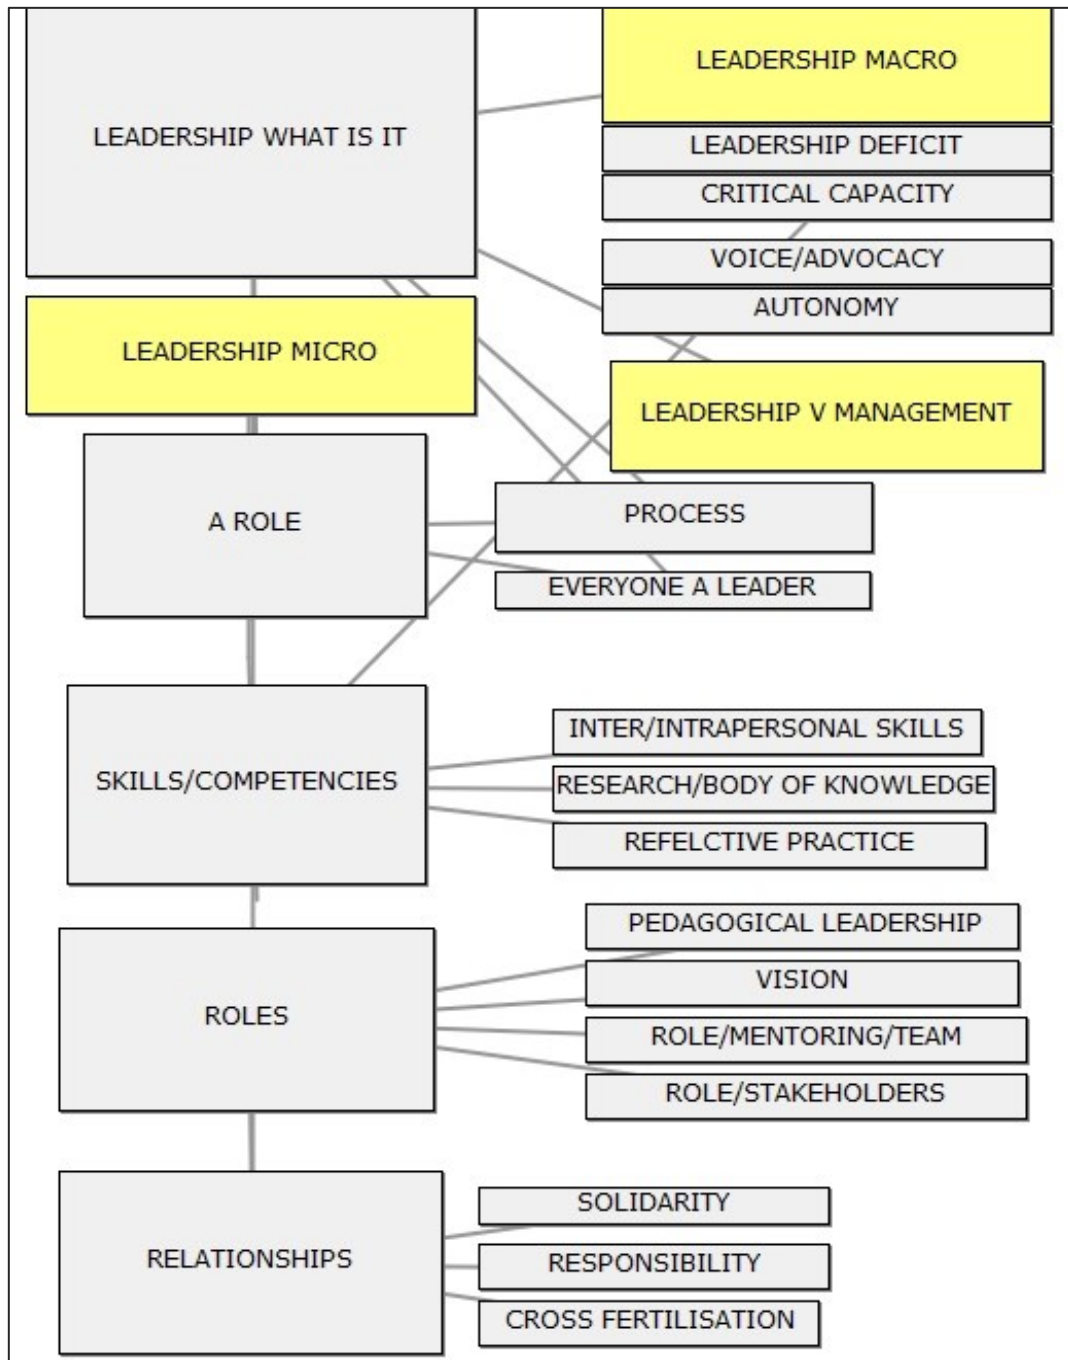 LEADERSHIP WHAT IS IT
LEADERSHIP MACRO
LEADERSHIP DEFICIT
CRITICAL CAPACITY
VOICE/ADVOCACY
AUTONOMY
LEADERSHIP MICRO
LEADERSHIP V MANAGEMENT
A ROLE
PROCESS
EVERYONE A LEADER
SKILLS/COMPETENCIES
INTER/INTRAPERSONAL SKILLS
RESEARCH/BODY OF KNOWLEDGE
REFELCTIVE PRACTICE
ROLES
PEDAGOGICAL LEADERSHIP
VISION
ROLE/MENTORING/TEAM
ROLE/STAKEHOLDERS
RELATIONSHIPS
SOLIDARITY
RESPONSIBILITY
CROSS FERTILISATION